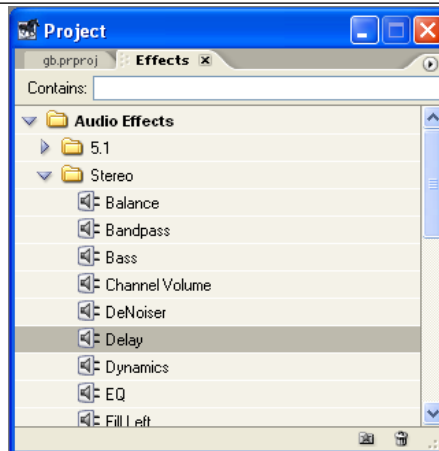 Project
gb.prproj Effects
Contains:
Audio Effects
5.1
Stereo
Balance
Bandpass
Bass
Channel Volume
DeNoiser
Delay
Dynamics
EQ
Fill Left